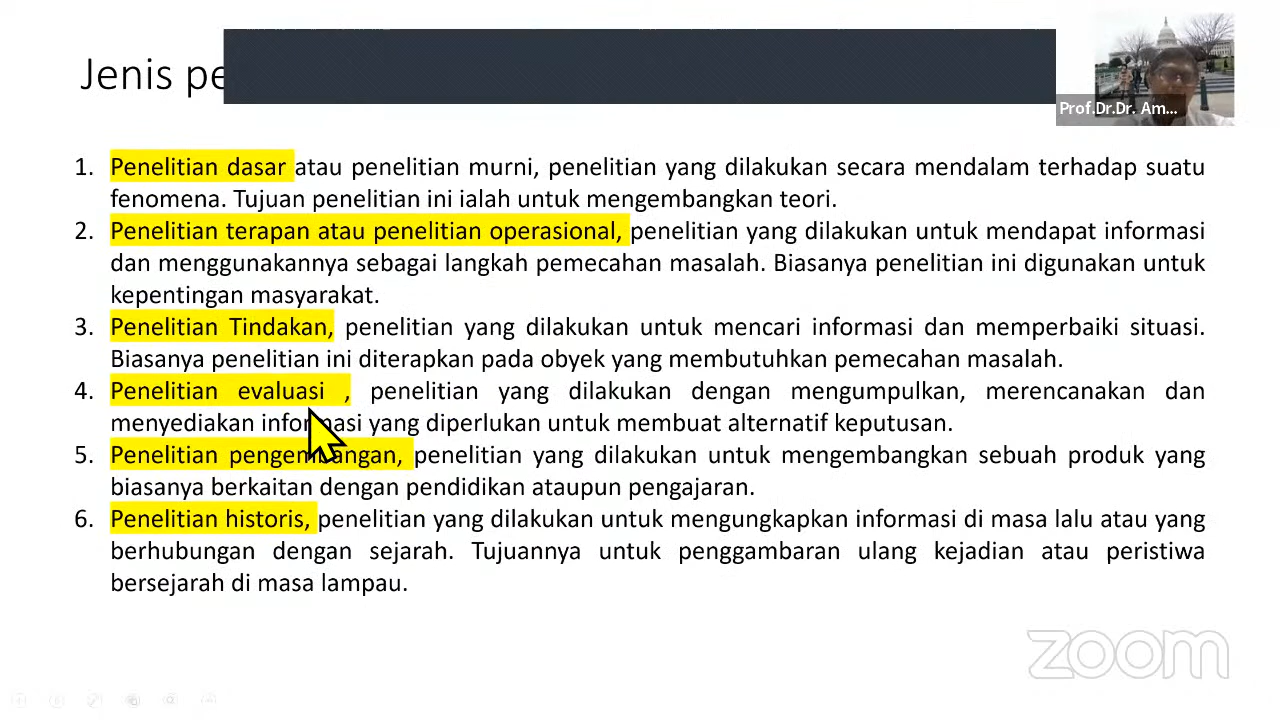 Jenis pe
Prof.Dr.Dr. Am...
1. Penelitian dasar atau penelitian murni, penelitian yang dilakukan secara mendalam terhadap suatu
fenomena. Tujuan penelitian ini ialah untuk mengembangkan teori.
2. Penelitian terapan atau penelitian operasional, penelitian yang dilakukan untuk mendapat informasi
dan menggunakannya sebagai langkah pemecahan masalah. Biasanya penelitian ini digunakan untuk
kepentingan masyarakat.
3. Penelitian Tindakan, penelitian yang dilakukan untuk mencari informasi dan memperbaiki situasi.
Biasanya penelitian ini diterapkan pada obyek yang membutuhkan pemecahan masalah.
4. Penelitian evaluasi , penelitian yang dilakukan dengan mengumpulkan, merencanakan dan
menyediakan informasi yang diperlukan untuk membuat alternatif keputusan.
5. Penelitian pengembangan, penelitian yang dilakukan untuk mengembangkan sebuah produk yang
biasanya berkaitan dengan pendidikan ataupun pengajaran.
6. Penelitian historis, penelitian yang dilakukan untuk mengungkapkan informasi di masa lalu atau yang
berhubungan dengan sejarah. Tujuannya untuk penggambaran ulang kejadian atau peristiwa
bersejarah di masa lampau.
zoom